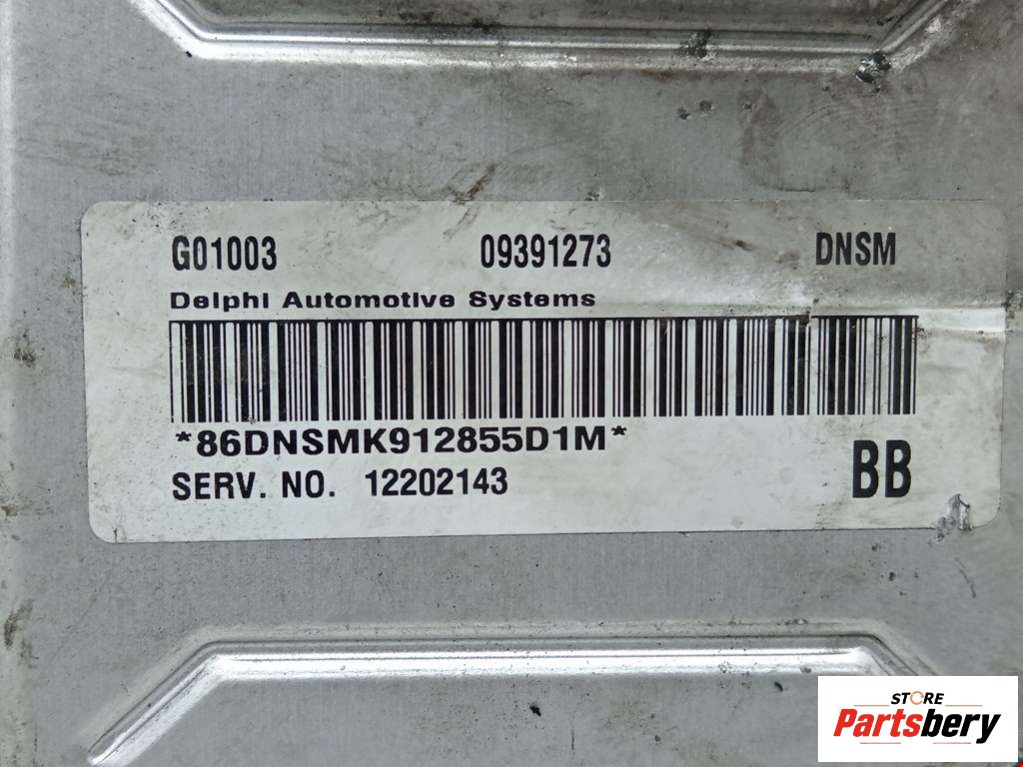 G01003 09391273 DNSM
Delphi Automotive Systems
*86DNSMK912855D1M*
SERV. NO. 12202143 BB
STORE
Partsbery